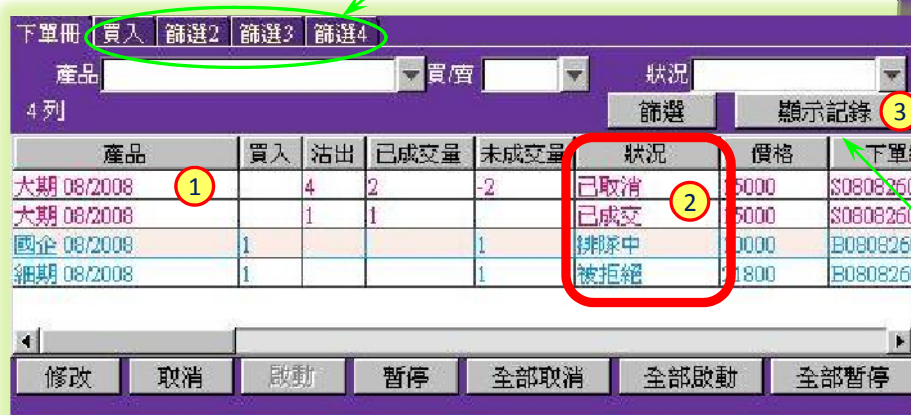 下單冊 買入 篩選2 篩選3 篩選4
產品 買/賣 狀況
4 列 篩選 顯示記錄 3
產品 買入 沽出 已成交量 未成交量 狀況 價格
大期 08/2008 1 4 2 -2 已取消 2 S080826
大期 08/2008 1 1 已成交 S080826
國企 08/2008 1 1 排隊中 B080826
細期 08/2008 1 1 被拒絕 B080826
修改 取消 啟動 暫停 全部取消 全部啟動 全部暫停